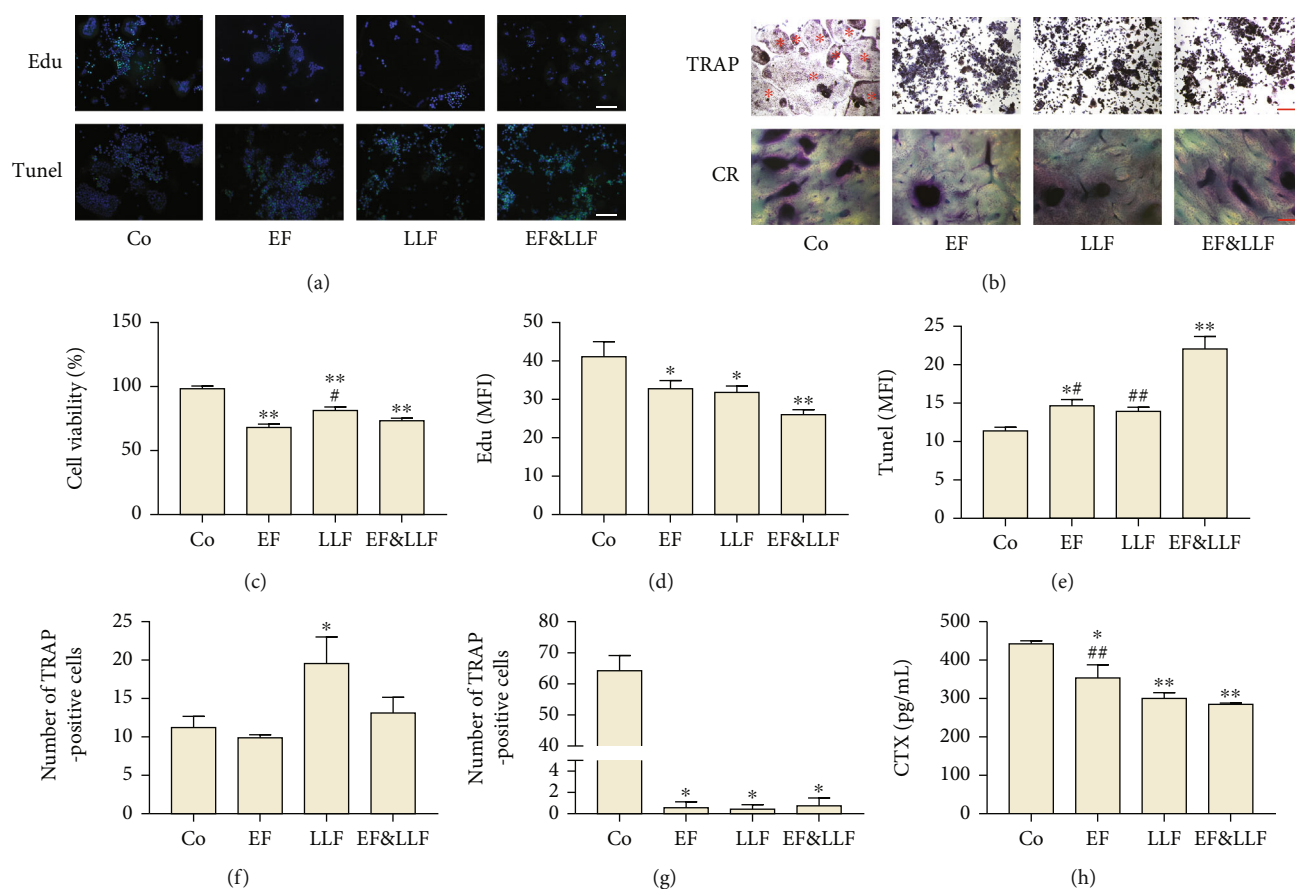 Edu
Tunel
Co
EF
LLF
EF&LLF
(a)
TRAP
*
*
*
*
*
*
*
*
CR
Co
EF
LLF
EF&LLF
(b)
Cell viability (%)
150
100
50
0
**
**
#
**
Co
EF
LLF
EF&LLF
(c)
Edu (MFI)
50
40
30
20
10
0
*
*
**
Co
EF
LLF
EF&LLF
(d)
Tunel (MFI)
25
20
15
10
5
0
*#
##
**
Co
EF
LLF
EF&LLF
(e)
Number of TRAP
-positive cells
25
20
15
10
5
0
*
Co
EF
LLF
EF&LLF
(f)
Number of TRAP
-positive cells
80
70
60
50
40
4
2
0
*
*
*
Co
EF
LLF
EF&LLF
(g)
CTX (pg/mL)
500
400
300
200
100
0
*
##
**
**
Co
EF
LLF
EF&LLF
(h)